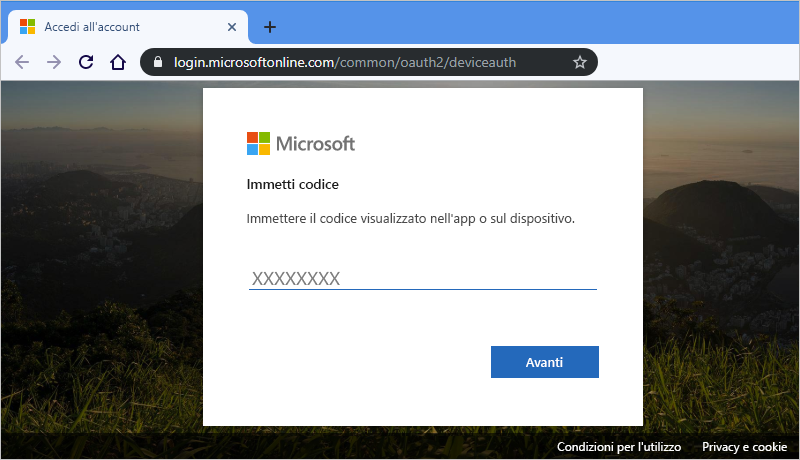 Accedi all'account
login.microsoftonline.com/common/oauth2/deviceauth
Microsoft
Immetti codice
Immettere il codice visualizzato nell'app o sul dispositivo.
XXXXXXXX
Avanti
Condizioni per l'utilizzo
Privacy e cookie